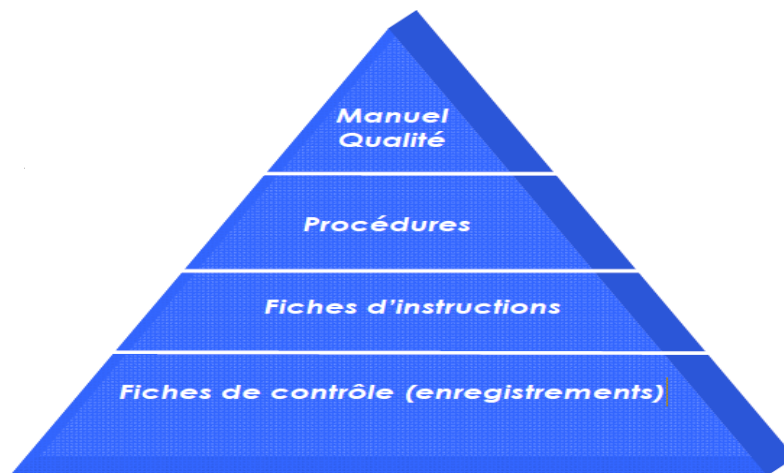 Manuel
Qualité
Procédures
Fiches d'instructions
Fiches de contrôle (enregistrements)